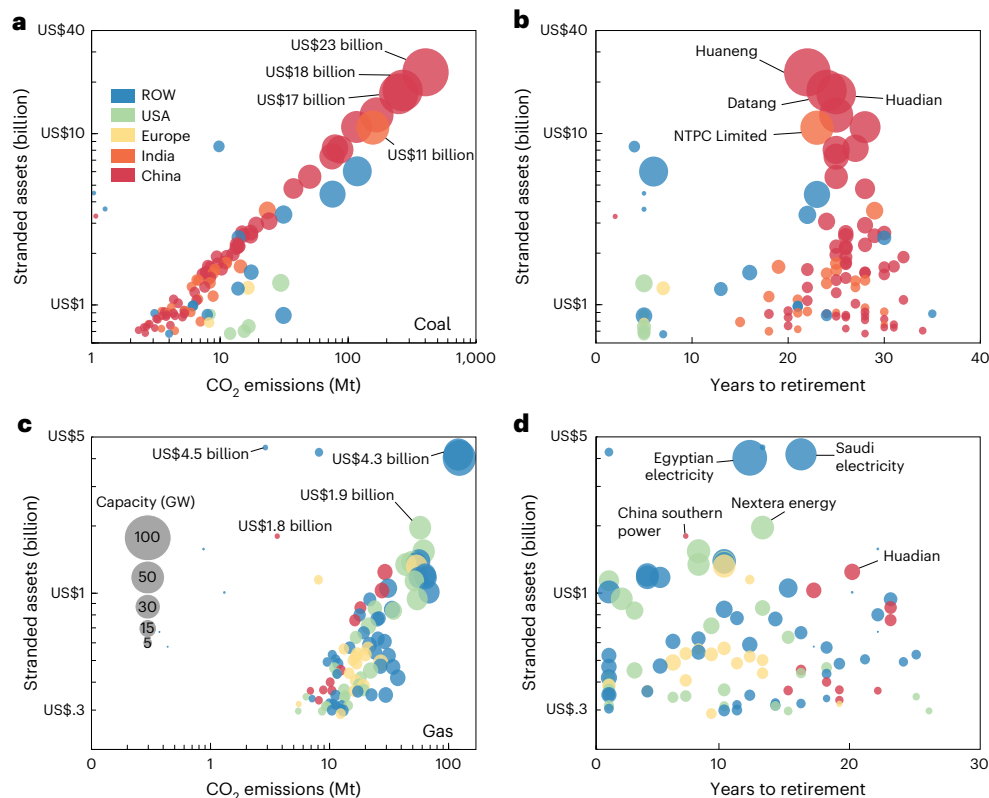 a
US$40
US$10
US$1
Stranded assets (billion)
US$23 billion
US$18 billion
US$17 billion
US$11 billion
ROW
USA
Europe
India
China
Coal
1
10
100
1,000
CO2 emissions (Mt)
b
US$40
US$10
US$1
Stranded assets (billion)
Huaneng
Datang
Huadian
NTPC Limited
0
10
20
30
40
Years to retirement
c
US$5
US$1
US$.3
Stranded assets (billion)
US$4.5 billion
US$4.3 billion
US$1.9 billion
US$1.8 billion
Capacity (GW)
100
50
30
15
5
Gas
0
1
10
100
CO2 emissions (Mt)
d
US$5
US$1
US$.3
Stranded assets (billion)
Egyptian
electricity
Saudi
electricity
China southern
power
Nextera energy
Huadian
0
10
20
30
Years to retirement